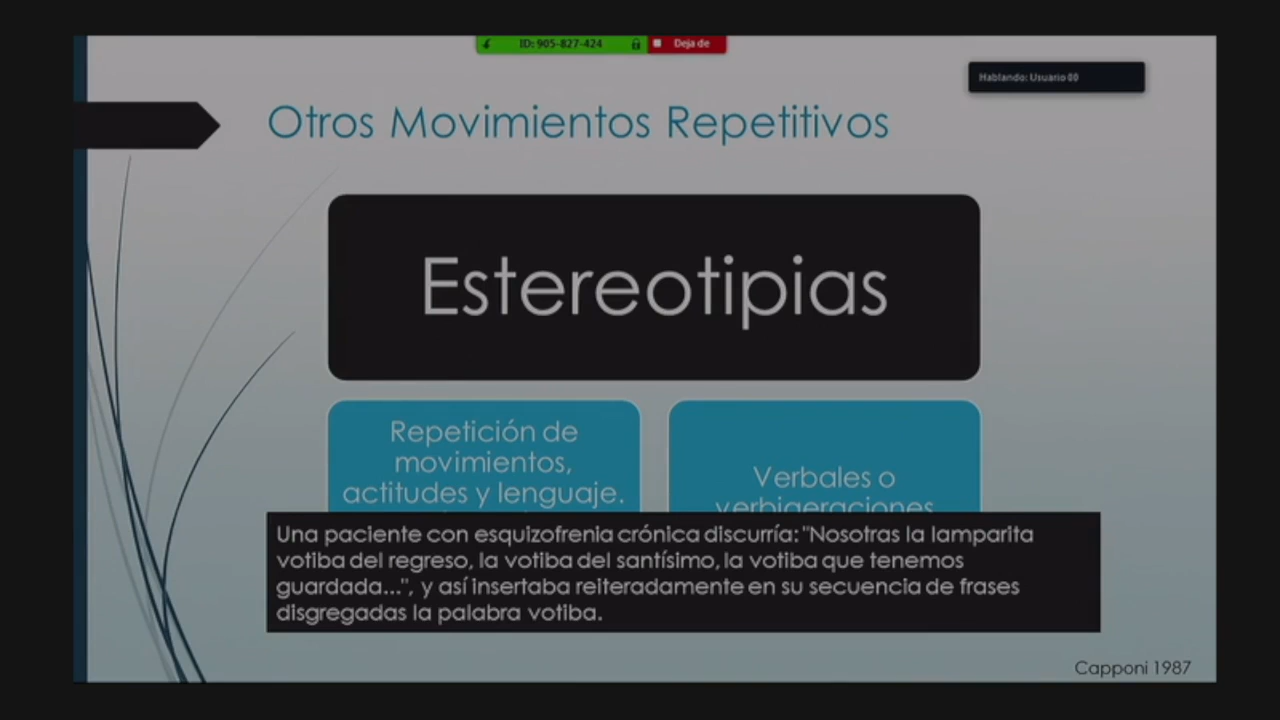 ID: 905-827-424
Deja de
Hablando: Usuario 00
Otros Movimientos Repetitivos
Estereotipias
Repetición de
movimientos,
actitudes y lenguaje.
Verbales o
verbigeraciones
Una paciente con esquizofrenia crónica discurría: "Nosotras la lamparita
votiba del regreso, la votiba del santísimo, la votiba que tenemos
guardada...", y así insertaba reiteradamente en su secuencia de frases
disgregadas la palabra votiba.
Capponi 1987